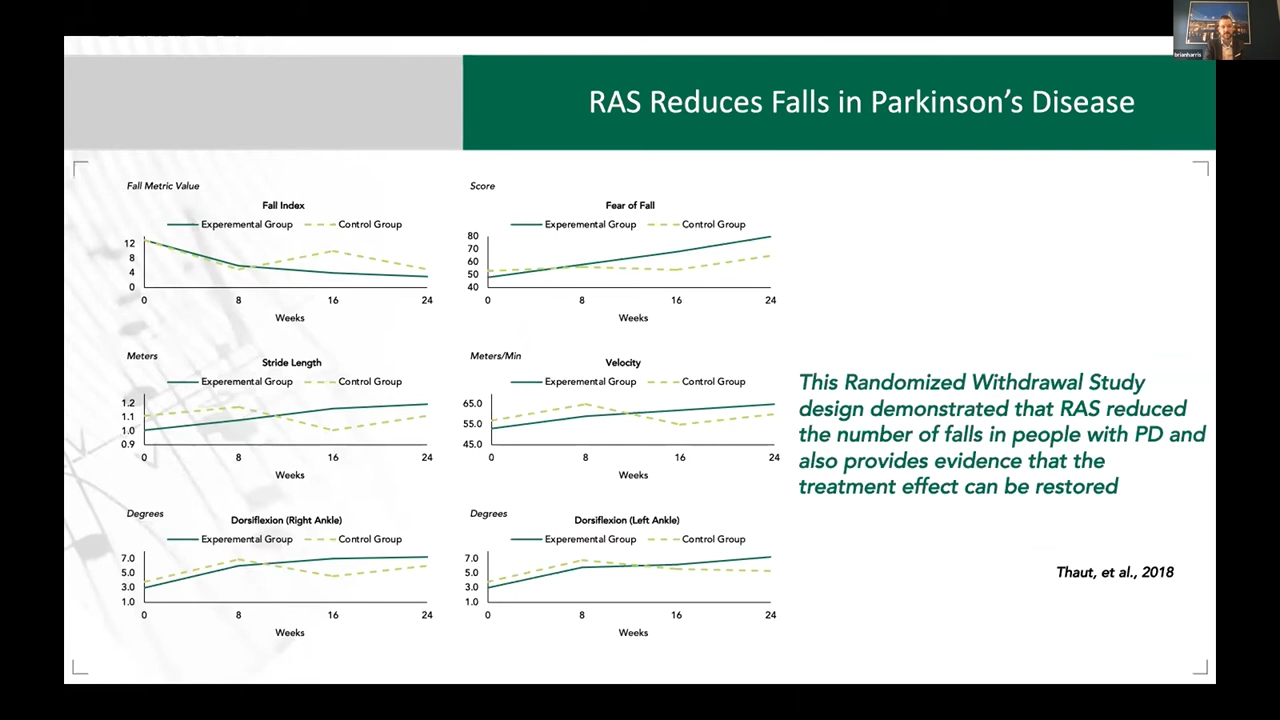 brianharris
RAS Reduces Falls in Parkinson's Disease
Fall Metric Value
Fall Index
Experemental Group Control Group
12
8
4
0
0 8 16 24
Weeks
Score
Fear of Fall
Experemental Group Control Group
80
70
60
50
40
0 8 16 24
Weeks
Meters
Stride Length
Experemental Group Control Group
1.2
1.1
1.0
0.9
0 8 16 24
Weeks
Meters/Min
Velocity
Experemental Group Control Group
65.0
55.0
45.0
0 8 16 24
Weeks
Degrees
Dorsiflexion (Right Ankle)
Experemental Group Control Group
7.0
5.0
3.0
1.0
0 8 16 24
Weeks
Degrees
Dorsiflexion (Left Ankle)
Experemental Group Control Group
7.0
5.0
3.0
1.0
0 8 16 24
Weeks
This Randomized Withdrawal Study
design demonstrated that RAS reduced
the number of falls in people with PD and
also provides evidence that the
treatment effect can be restored
Thaut, et al., 2018